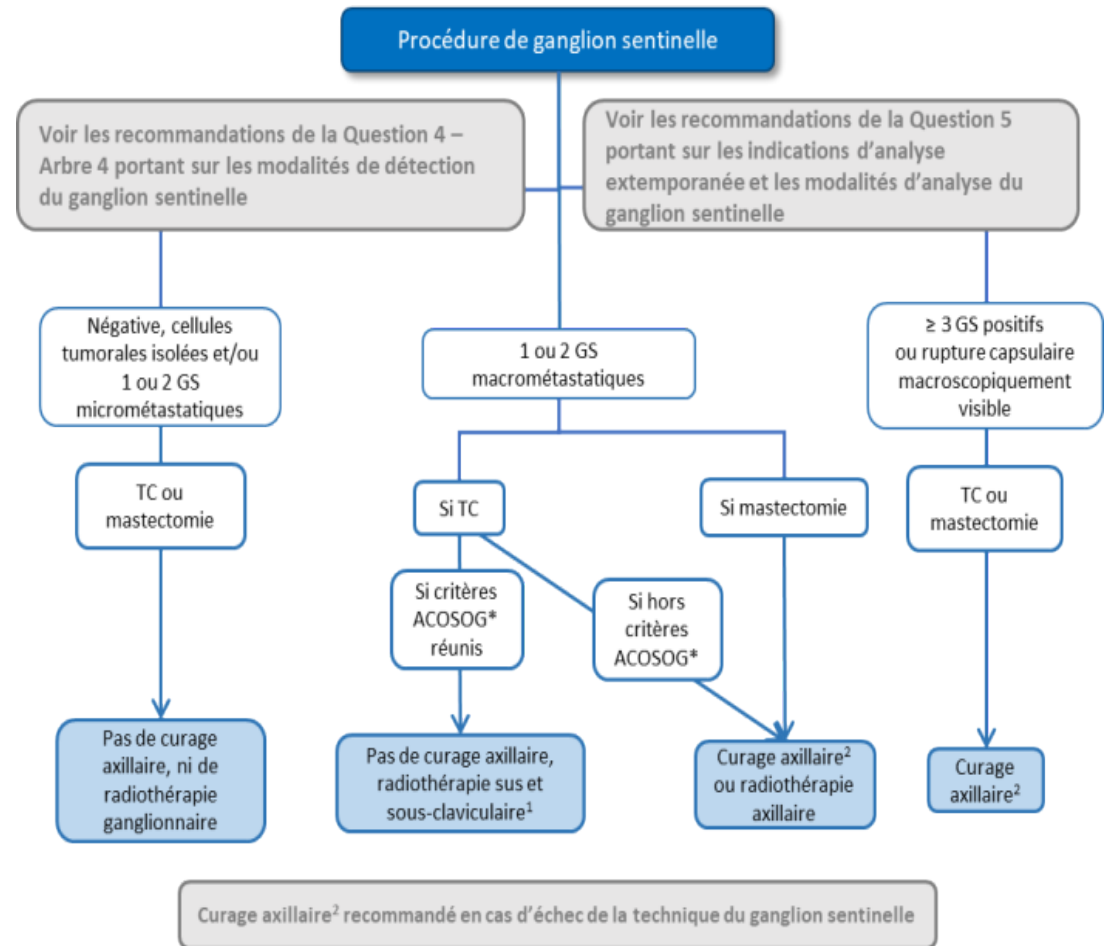 Procédure de ganglion sentinelle
Voir les recommandations de la Question 4 –
Arbre 4 portant sur les modalités de détection
du ganglion sentinelle
Voir les recommandations de la Question 5
portant sur les indications d’analyse
extemporanée et les modalités d’analyse du
ganglion sentinelle
Négative, cellules
tumorales isolées et/ou
1 ou 2 GS
micrométastatiques
1 ou 2 GS
macrométastatiques
≥ 3 GS positifs
ou rupture capsulaire
macroscopiquement
visible
TC ou
mastectomie
Si TC
Si mastectomie
TC ou
mastectomie
Si critères
ACOSOG*
réunis
Si hors
critères
ACOSOG*
Pas de curage
axillaire, ni de
radiothérapie
ganglionnaire
Pas de curage axillaire,
radiothérapie sus et
sous-claviculaire¹
Curage axillaire²
ou radiothérapie
axillaire
Curage
axillaire²
Curage axillaire² recommandé en cas d’échec de la technique du ganglion sentinelle